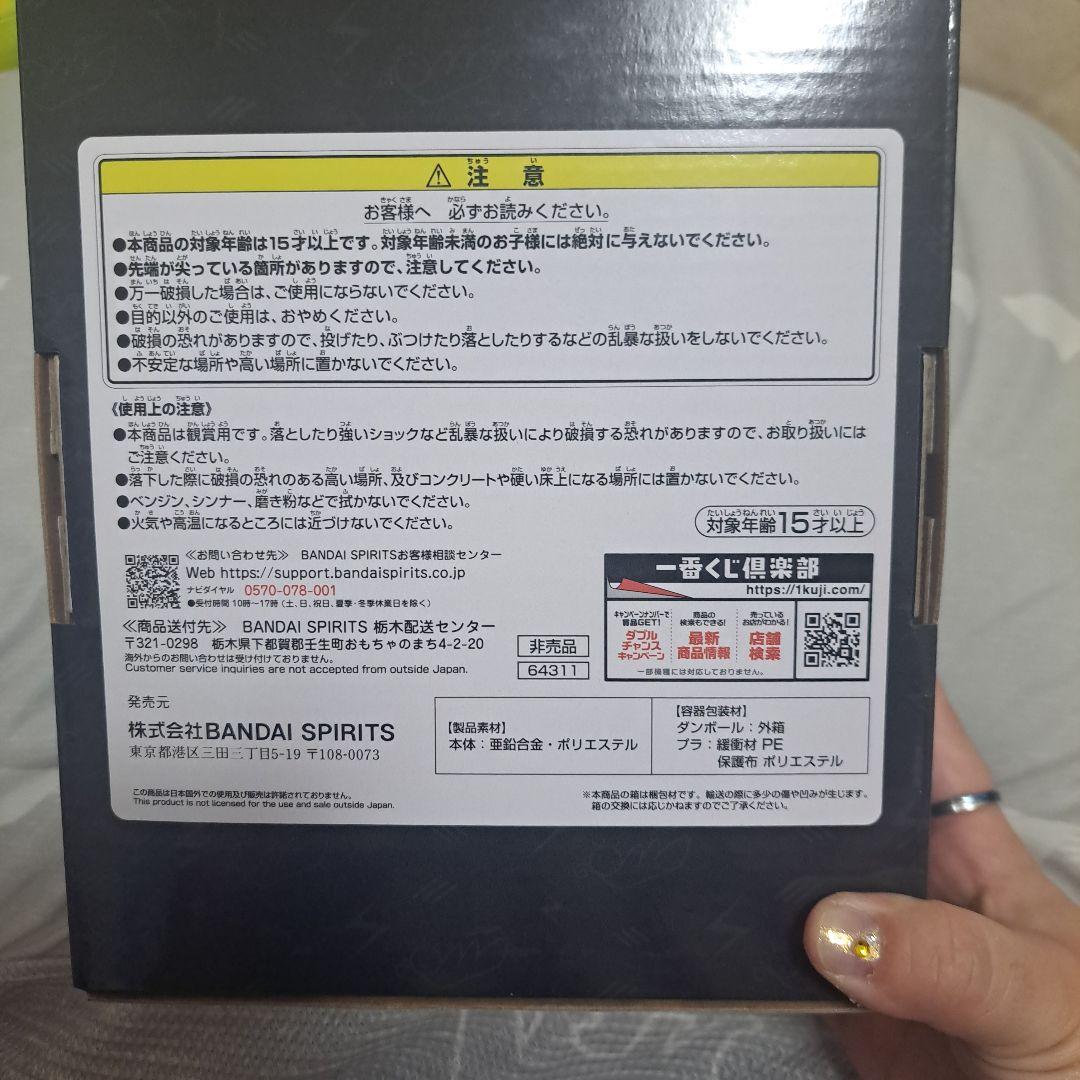 ⚠ 注意
お客様へ 必ずお読みください。
●本商品の対象年齢は15才以上です。対象年齢未満のお子様には絶対に与えないでください。
●先端が尖っている箇所がありますので、注意してください。
●万一破損した場合は、ご使用にならないでください。
●目的以外のご使用は、おやめください。
●破損の恐れがありますので、投げたり、ぶつけたり落としたりするなどの乱暴な扱いをしないでください。
●不安定な場所や高い場所に置かないでください。
《使用上の注意》
●本商品は観賞用です。落としたり強いショックなど乱暴な扱いにより破損する恐れがありますので、お取り扱いには
ご注意ください。
●落下した際に破損の恐れのある高い場所、及びコンクリートや硬い床上になる場所には置かないでください。
●ベンジン、シンナー、磨き粉などで拭かないでください。
●火気や高温になるところには近づけないでください。
対象年齢15才以上
≪お問い合わせ先≫ BANDAI SPIRITSお客様相談センター
Web https://support.bandaispirits.co.jp
ナビダイヤル 0570-078-001
●受付時間 10時〜17時(土、日、祝日、夏季・冬季休業日を除く)
≪商品送付先≫ BANDAI SPIRITS 栃木配送センター
〒321-0298 栃木県下都賀郡壬生町おもちゃのまち4-2-20
海外からのお問い合わせは受け付けておりません。
Customer service inquiries are not accepted from outside Japan.
非売品
64311
一番くじ倶楽部
https://1kuji.com/
キャンペーンナンバーで
賞品GET!
ダブル
チャンス
キャンペーン
商品の
検索もできる!
最新
商品情報
売っている
お店がわかる!
店舗
検索
一部機種には対応しておりません。
発売元
株式会社BANDAI SPIRITS
東京都港区三田三丁目5-19 〒108-0073
【製品素材】
本体:亜鉛合金・ポリエステル
【容器包装材】
ダンボール:外箱
プラ:緩衝材 PE
保護布 ポリエステル
この商品は日本国外での使用及び販売は許諾されておりません。
This product is not licensed for the use and sale outside Japan.
※本商品の箱は梱包材です。輸送の際に多少の傷や凹みが生じます。
箱の交換には応じかねますのでご了承ください。